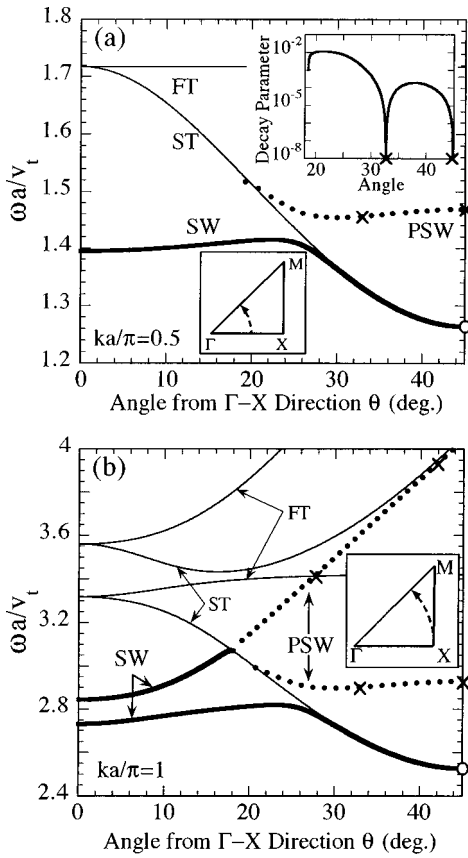 (a)
1.8
1.7
1.6
1.5
1.4
1.3
1.2
ωa/v_t
FT
ST
SW
PSW
Decay Parameter
10^-2
10^-5
10^-8
20 30 40
Angle
M
Γ X
ka/π=0.5
0 10 20 30 40
Angle from Γ–X Direction θ (deg.)
(b)
4
3.6
3.2
2.8
2.4
ωa/v_t
FT
ST
SW
PSW
M
Γ X
ka/π=1
0 10 20 30 40
Angle from Γ–X Direction θ (deg.)